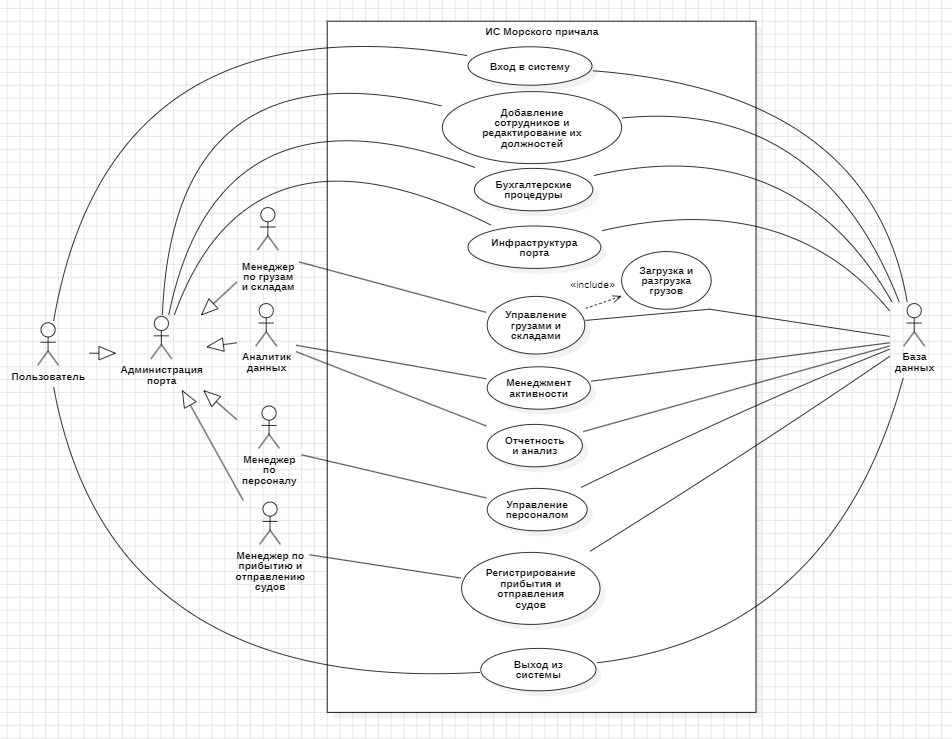 ИС Морского причала
Вход в систему
Добавление
сотрудников и
редактирование их
должностей
Бухгалтерские
процедуры
Инфраструктура
порта
Загрузка и
разгрузка
грузов
«include»
Управление
грузами и
складами
Менеджмент
активности
Отчетность
и анализ
Управление
персоналом
Регистрирование
прибытия и
отправления
судов
Выход из
системы
Пользователь
Администрация
порта
Менеджер
по грузам
и складам
Аналитик
данных
Менеджер
по
персоналу
Менеджер по
прибытию и
отправлению
судов
База
данных